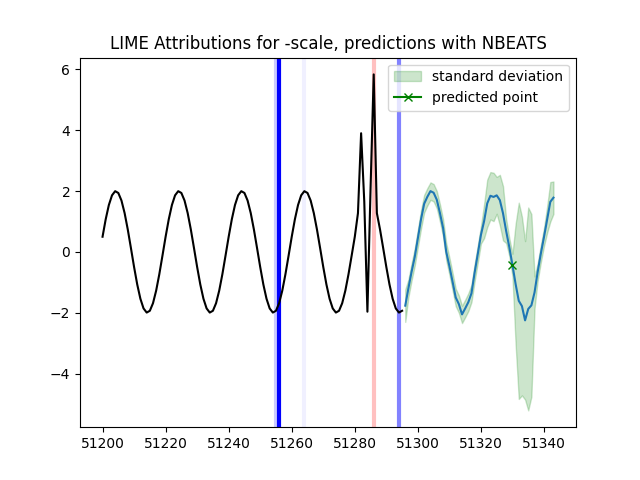 LIME Attributions for -scale, predictions with NBEATS
standard deviation
predicted point
6
4
2
0
−2
−4
51200 51220 51240 51260 51280 51300 51320 51340